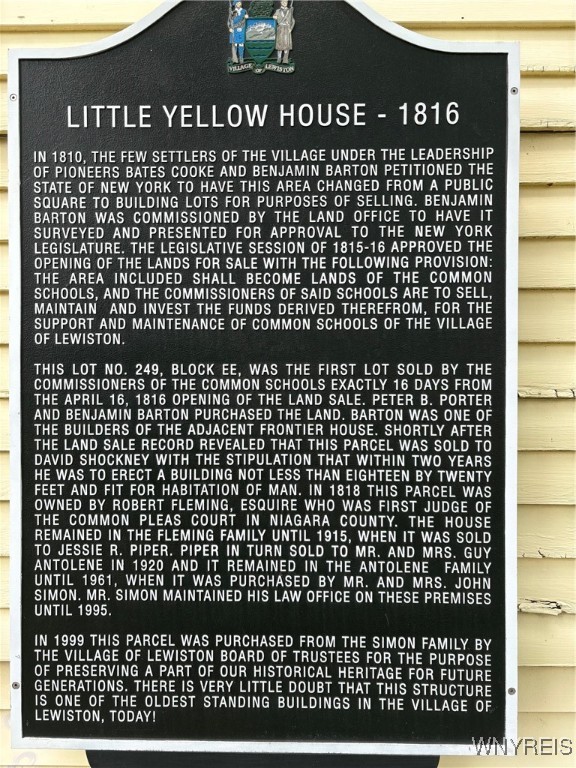 VILLAGE OF LEWISTON
LITTLE YELLOW HOUSE - 1816
IN 1810, THE FEW SETTLERS OF THE VILLAGE UNDER THE LEADERSHIP
OF PIONEERS BATES COOKE AND BENJAMIN BARTON PETITIONED THE
STATE OF NEW YORK TO HAVE THIS AREA CHANGED FROM A PUBLIC
SQUARE TO BUILDING LOTS FOR PURPOSES OF SELLING. BENJAMIN
BARTON WAS COMMISSIONED BY THE LAND OFFICE TO HAVE IT
SURVEYED AND PRESENTED FOR APPROVAL TO THE NEW YORK
LEGISLATURE. THE LEGISLATIVE SESSION OF 1815-16 APPROVED THE
OPENING OF THE LANDS FOR SALE WITH THE FOLLOWING PROVISION:
THE AREA INCLUDED SHALL BECOME LANDS OF THE COMMON
SCHOOLS, AND THE COMMISSIONERS OF SAID SCHOOLS ARE TO SELL,
MAINTAIN AND INVEST THE FUNDS DERIVED THEREFROM, FOR THE
SUPPORT AND MAINTENANCE OF COMMON SCHOOLS OF THE VILLAGE
OF LEWISTON.
THIS LOT NO. 249, BLOCK EE, WAS THE FIRST LOT SOLD BY THE
COMMISSIONERS OF THE COMMON SCHOOLS EXACTLY 16 DAYS FROM
THE APRIL 16, 1816 OPENING OF THE LAND SALE. PETER B. PORTER
AND BENJAMIN BARTON PURCHASED THE LAND. BARTON WAS ONE OF
THE BUILDERS OF THE ADJACENT FRONTIER HOUSE. SHORTLY AFTER
THE LAND SALE RECORD REVEALED THAT THIS PARCEL WAS SOLD TO
DAVID SHOCKNEY WITH THE STIPULATION THAT WITHIN TWO YEARS
HE WAS TO ERECT A BUILDING NOT LESS THAN EIGHTEEN BY TWENTY
FEET AND FIT FOR HABITATION OF MAN. IN 1818 THIS PARCEL WAS
OWNED BY ROBERT FLEMING, ESQUIRE WHO WAS FIRST JUDGE OF
THE COMMON PLEAS COURT IN NIAGARA COUNTY. THE HOUSE
REMAINED IN THE FLEMING FAMILY UNTIL 1915, WHEN IT WAS SOLD
TO JESSIE R. PIPER. PIPER IN TURN SOLD TO MR. AND MRS. GUY
ANTOLENE IN 1920 AND IT REMAINED IN THE ANTOLENE FAMILY
UNTIL 1961, WHEN IT WAS PURCHASED BY MR. AND MRS. JOHN
SIMON. MR. SIMON MAINTAINED HIS LAW OFFICE ON THESE PREMISES
UNTIL 1995.
IN 1999 THIS PARCEL WAS PURCHASED FROM THE SIMON FAMILY BY
THE VILLAGE OF LEWISTON BOARD OF TRUSTEES FOR THE PURPOSE
OF PRESERVING A PART OF OUR HISTORICAL HERITAGE FOR FUTURE
GENERATIONS. THERE IS VERY LITTLE DOUBT THAT THIS STRUCTURE
IS ONE OF THE OLDEST STANDING BUILDINGS IN THE VILLAGE OF
LEWISTON, TODAY!
WNYREIS